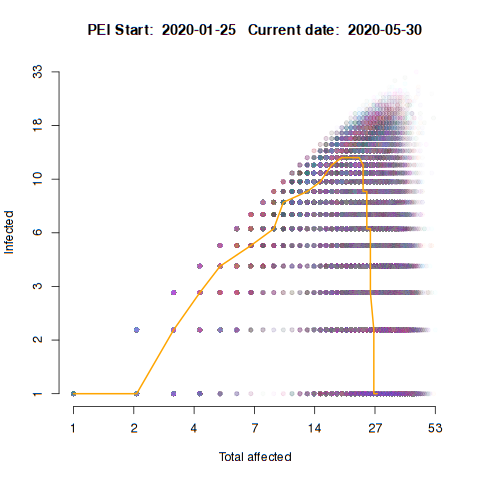 PEI Start:  2020-01-25   Current date:  2020-05-30
33
18
10
6
3
2
1
Infected
1 2 4 7 14 27 53
Total affected